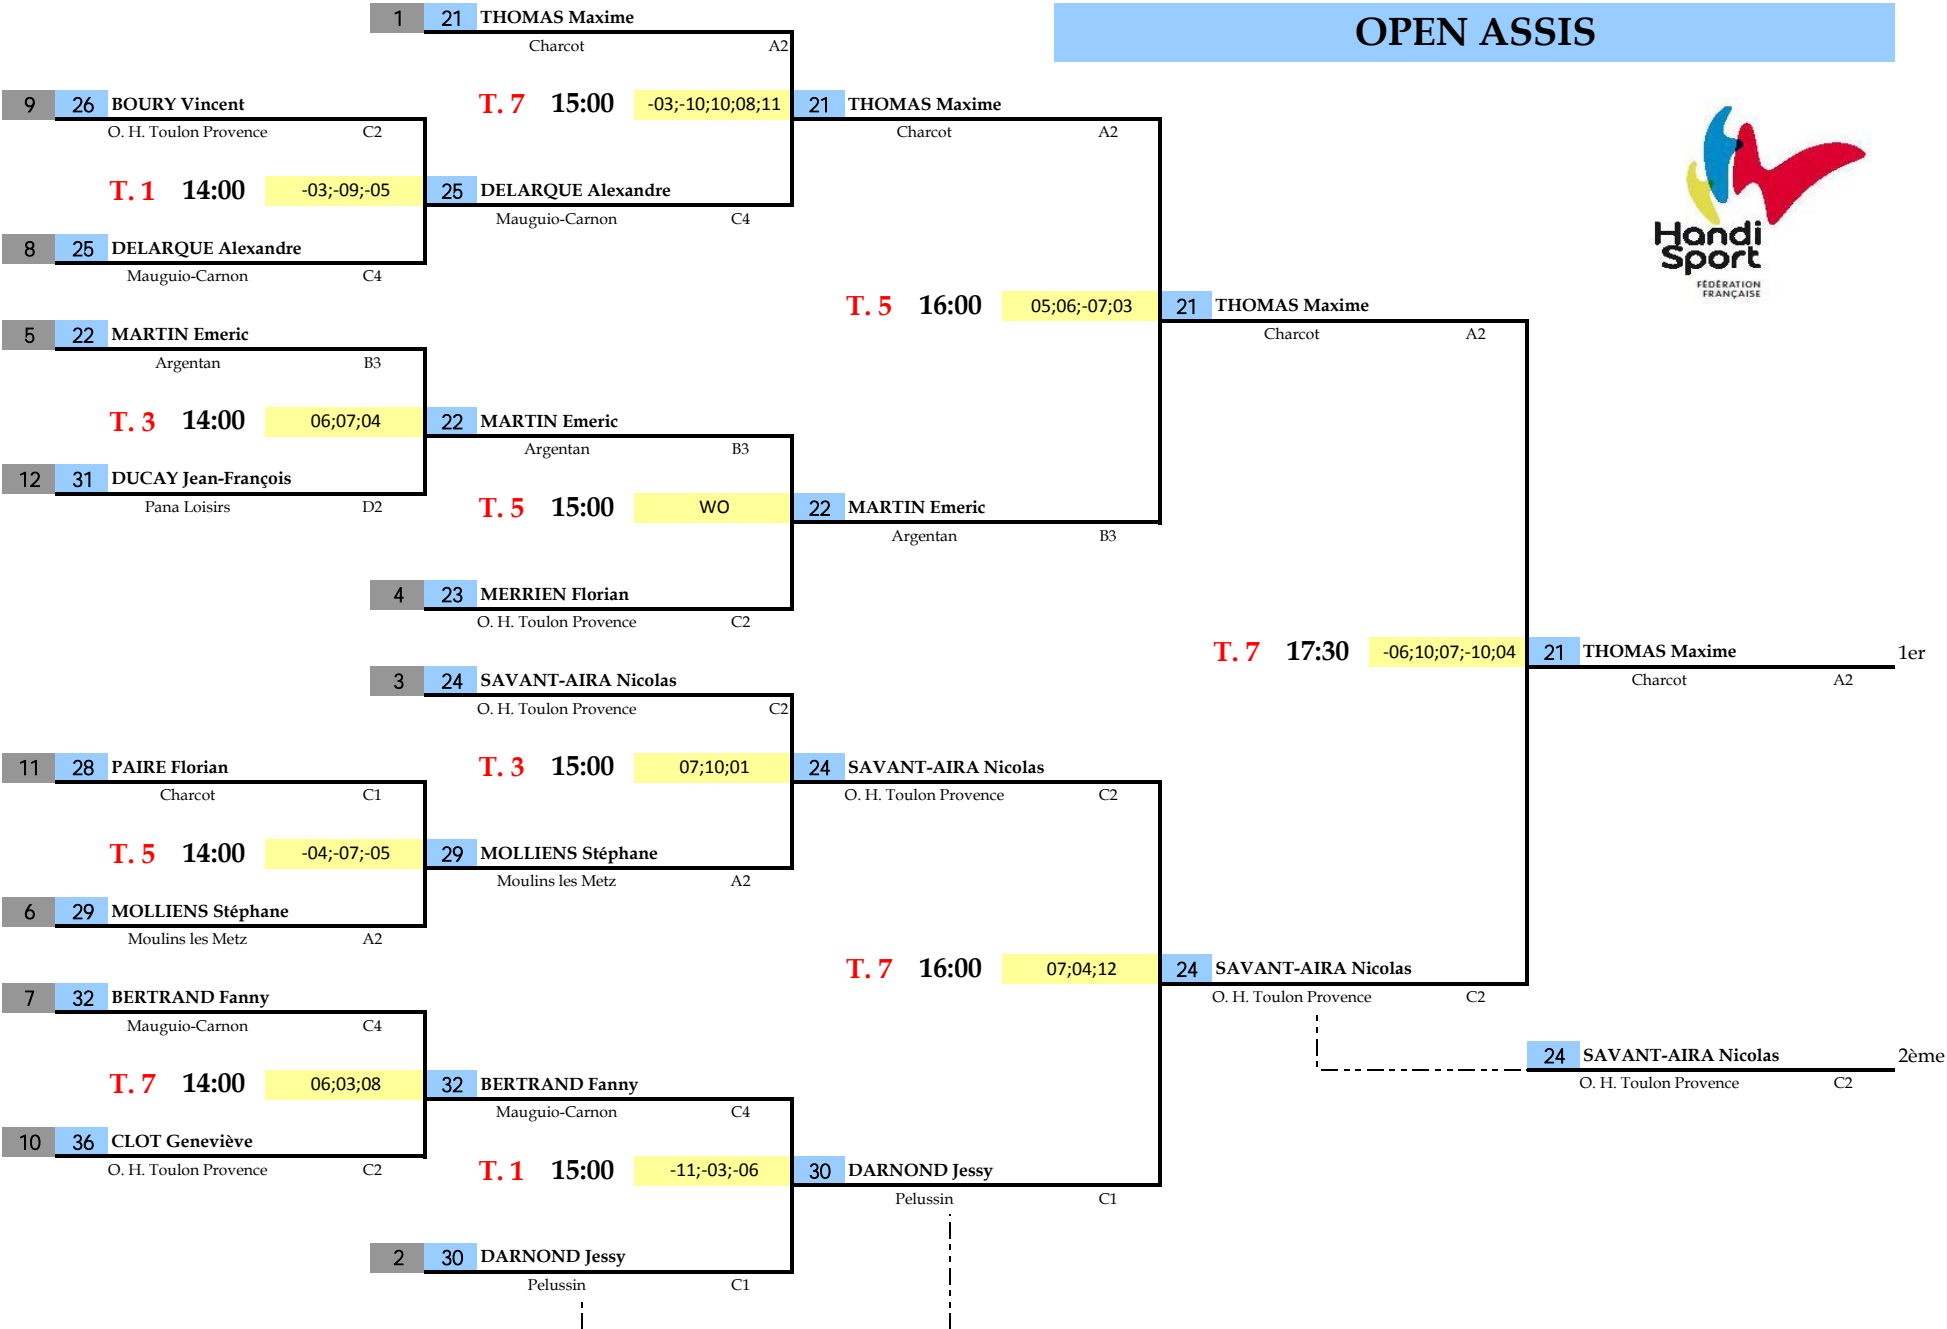 1 21 THOMAS Maxime
OPEN ASSIS
Charcot A2
9 26 BOURY Vincent
T. 7 15:00 -03;-10;10;08;11 21 THOMAS Maxime
O. H. Toulon Provence C2
Charcot A2
T. 1 14:00 -03;-09;-05 25 DELARQUE Alexandre
Mauguio-Carnon C4
8 25 DELARQUE Alexandre
Handi
Sport
Mauguio-Carnon C4
FÉDÉRATION
FRANÇAISE
T. 5 16:00 05;06;-07;03 21 THOMAS Maxime
5 22 MARTIN Emeric
Charcot A2
Argentan B3
T. 3 14:00 06;07;04 22 MARTIN Emeric
Argentan B3
12 31 DUCAY Jean-François
Pana Loisirs D2
T. 5 15:00 WO 22 MARTIN Emeric
Argentan B3
4 23 MERRIEN Florian
O. H. Toulon Provence C2
T. 7 17:30 -06;10;07;-10;04 21 THOMAS Maxime 1er
3 24 SAVANT-AIRA Nicolas
Charcot A2
O. H. Toulon Provence C2
11 28 PAIRE Florian
T. 3 15:00 07;10;01 24 SAVANT-AIRA Nicolas
Charcot C1
O. H. Toulon Provence C2
T. 5 14:00 -04;-07;-05 29 MOLLIENS Stéphane
Moulins les Metz A2
6 29 MOLLIENS Stéphane
Moulins les Metz A2
T. 7 16:00 07;04;12 24 SAVANT-AIRA Nicolas
7 32 BERTRAND Fanny
O. H. Toulon Provence C2
Mauguio-Carnon C4
24 SAVANT-AIRA Nicolas 2ème
T. 7 14:00 06;03;08 32 BERTRAND Fanny
O. H. Toulon Provence C2
Mauguio-Carnon C4
10 36 CLOT Geneviève
O. H. Toulon Provence C2
T. 1 15:00 -11;-03;-06 30 DARNOND Jessy
Pelussin C1
2 30 DARNOND Jessy
Pelussin C1